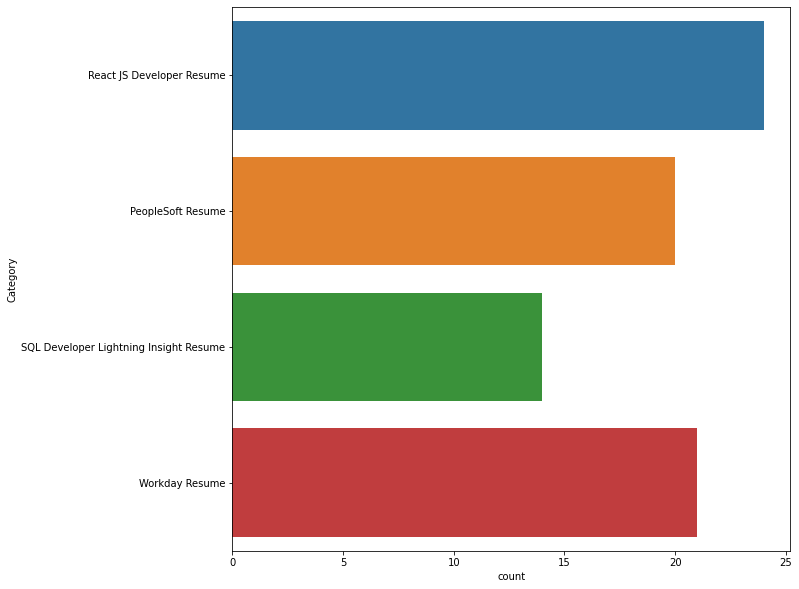 React JS Developer Resume
PeopleSoft Resume
SQL Developer Lightning Insight Resume
Workday Resume
Category
0 5 10 15 20 25
count